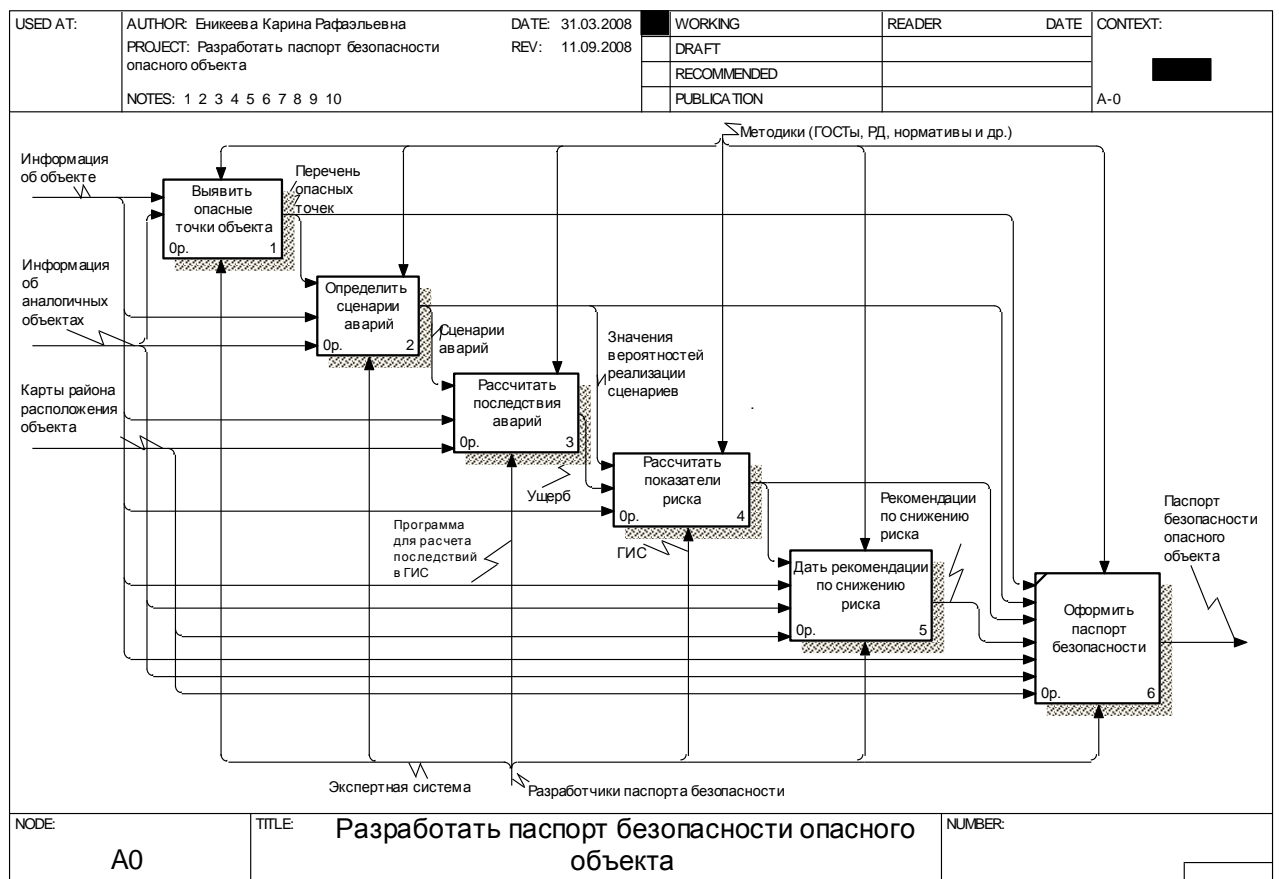 USED AT:
AUTHOR: Еникеева Карина Рафаэльевна
DATE: 31.03.2008
PROJECT: Разработать паспорт безопасности
опасного объекта
REV: 11.09.2008
NOTES: 1 2 3 4 5 6 7 8 9 10
WORKING
DRAFT
RECOMMENDED
PUBLICATION
READER
DATE
CONTEXT:
A-0
Методики (ГОСТы, РД, нормативы и др.)
Информация
об объекте
Выявить
опасные
точки объекта
0р. 1
Перечень
опасных
точек
Информация
об
аналогичных
объектах
Определить
сценарии
аварий
0р. 2
Сценарии
аварий
Значения
вероятностей
реализации
сценариев
Карты района
расположения
объекта
Рассчитать
последствия
аварий
0р. 3
Ущерб
Рассчитать
показатели
риска
0р. 4
Программа
для расчета
последствий
в ГИС
ГИС
Рекомендации
по снижению
риска
Дать рекомендации
по снижению
риска
0р. 5
Паспорт
безопасности
опасного
объекта
Оформить
паспорт
безопасности
0р. 6
Экспертная система
Разработчики паспорта безопасности
NODE:
A0
TITLE:
Разработать паспорт безопасности опасного
объекта
NUMBER: